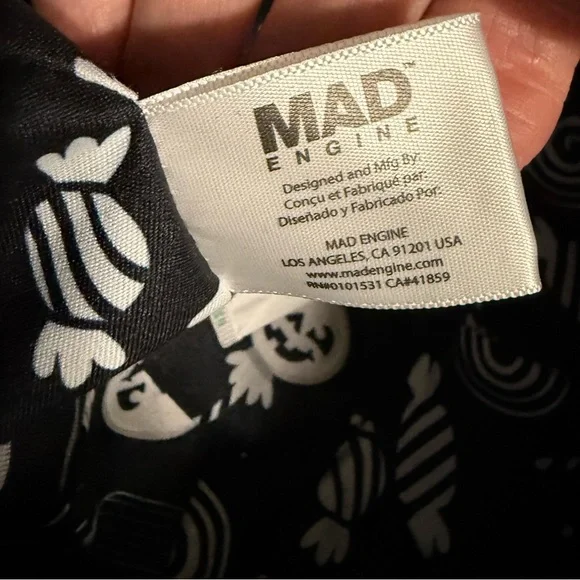 MAD™
ENGINE
Designed and Mfg By:
Conçu et Fabriqué par:
Diseñado y Fabricado Por:
MAD ENGINE
LOS ANGELES, CA 91201 USA
www.madengine.com
RN#0101531 CA#41859